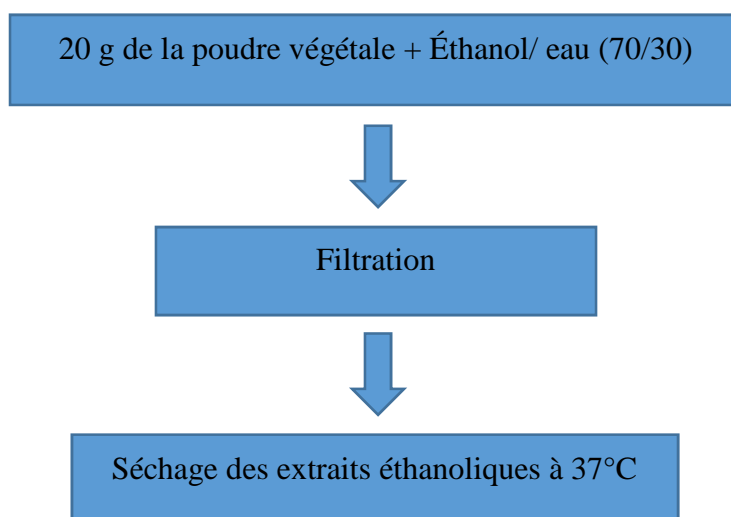 20 g de la poudre végétale + Éthanol/ eau (70/30)
Filtration
Séchage des extraits éthanoliques à 37°C